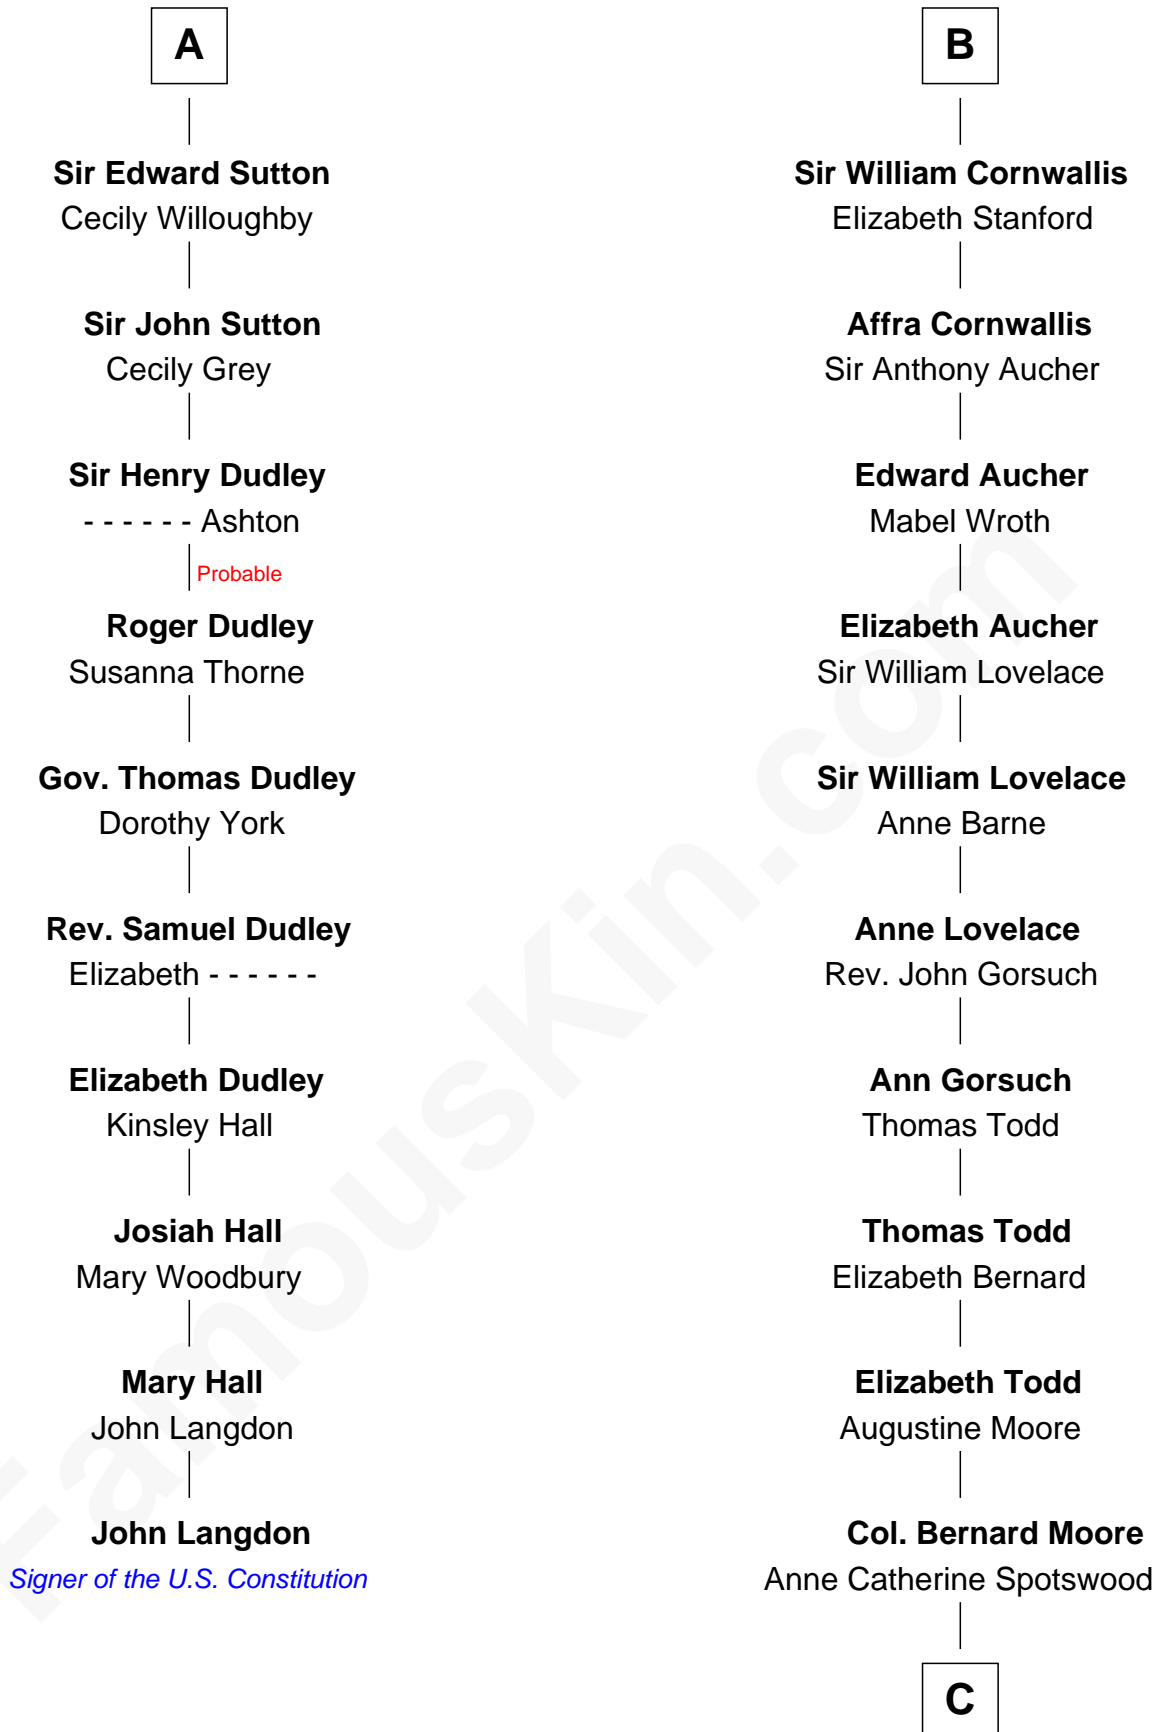 A
Sir Edward Sutton
Cecily Willoughby
Sir John Sutton
Cecily Grey
Sir Henry Dudley
- - - - - - Ashton
Probable
Roger Dudley
Susanna Thorne
Gov. Thomas Dudley
Dorothy York
Rev. Samuel Dudley
Elizabeth - - - - - -
Elizabeth Dudley
Kinsley Hall
Josiah Hall
Mary Woodbury
Mary Hall
John Langdon
John Langdon
Signer of the U.S. Constitution
B
Sir William Cornwallis
Elizabeth Stanford
Affra Cornwallis
Sir Anthony Aucher
Edward Aucher
Mabel Wroth
Elizabeth Aucher
Sir William Lovelace
Sir William Lovelace
Anne Barne
Anne Lovelace
Rev. John Gorsuch
Ann Gorsuch
Thomas Todd
Thomas Todd
Elizabeth Bernard
Elizabeth Todd
Augustine Moore
Col. Bernard Moore
Anne Catherine Spotswood
C
FamousKin.com